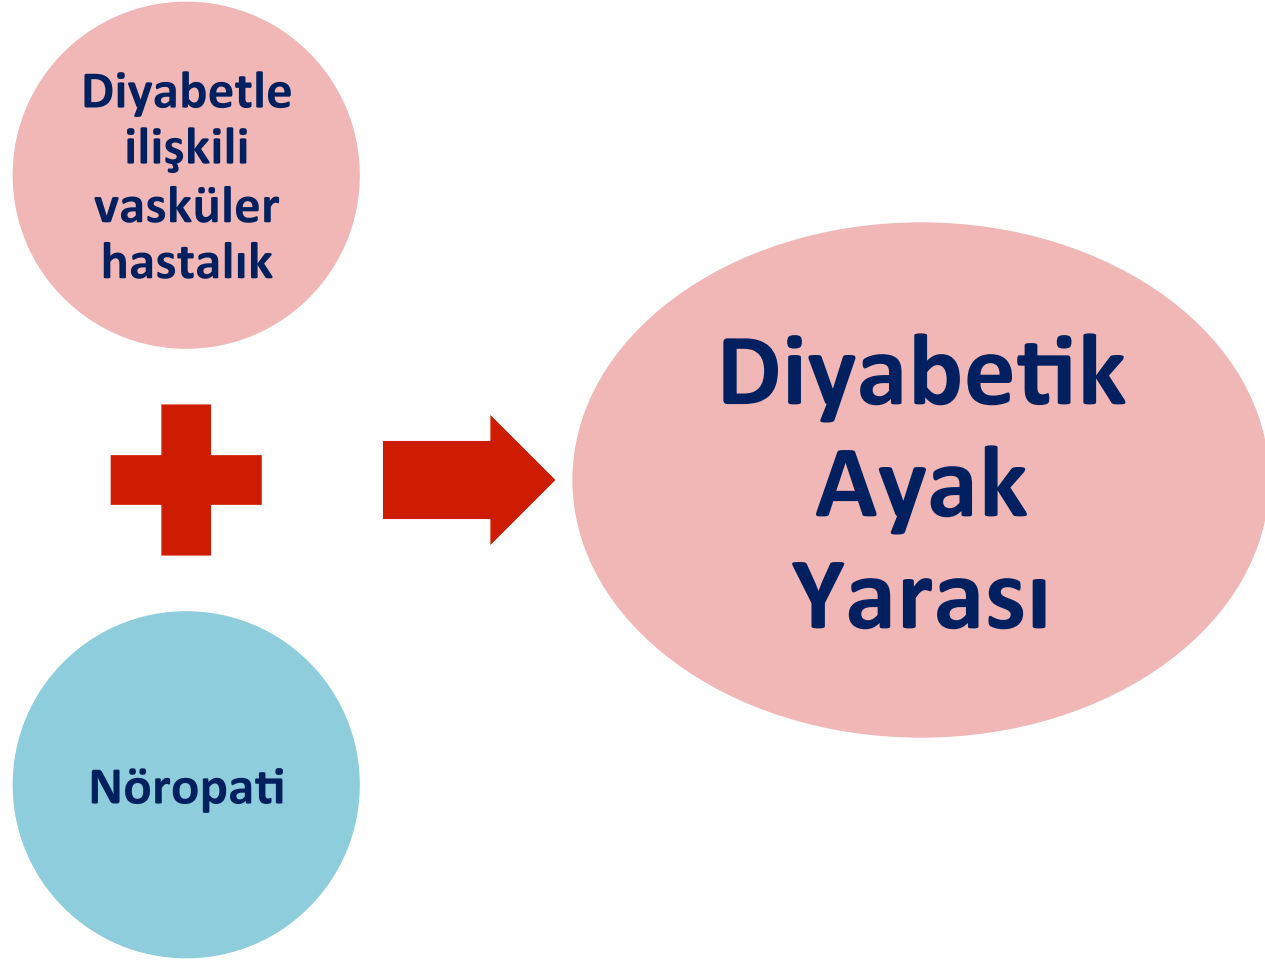 Diyabetle
ilişkili
vasküler
hastalık
Nöropati
Diyabetik
Ayak
Yarası